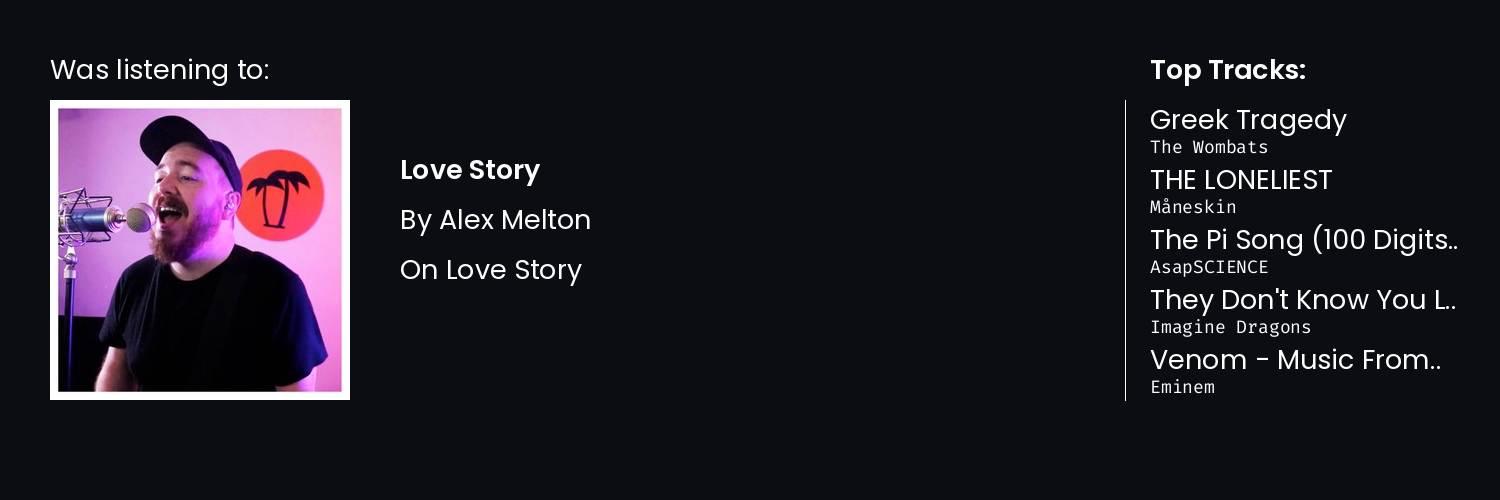 Was listening to:
Love Story
By Alex Melton
On Love Story
Top Tracks:
Greek Tragedy
The Wombats
THE LONELIEST
Måneskin
The Pi Song (100 Digits..
AsapSCIENCE
They Don't Know You L..
Imagine Dragons
Venom - Music From..
Eminem